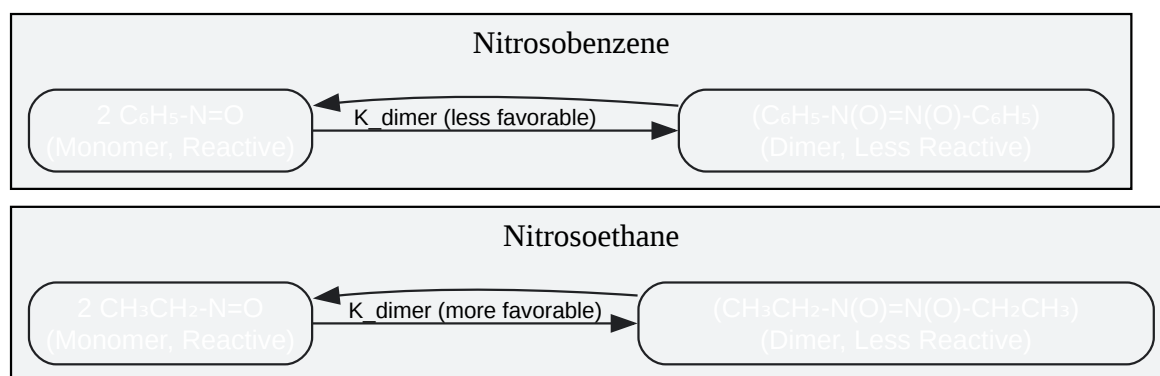 Nitrosobenzene
2 C₆H₅-N=O
(Monomer, Reactive)
K_dimer (less favorable)
(C₆H₅-N(O)=N(O)-C₆H₅)
(Dimer, Less Reactive)
Nitrosoethane
2 CH₃CH₂-N=O
(Monomer, Reactive)
K_dimer (more favorable)
(CH₃CH₂-N(O)=N(O)-CH₂CH₃)
(Dimer, Less Reactive)